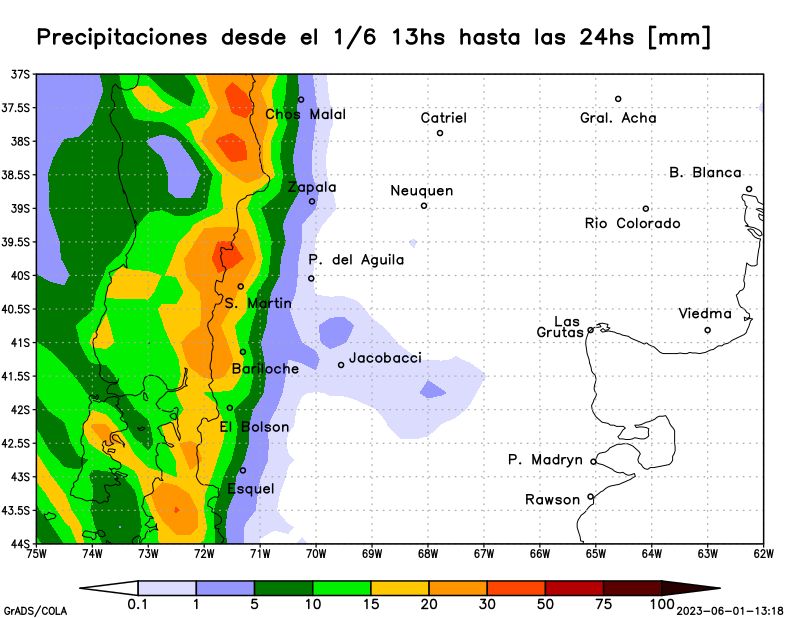 Precipitaciones desde el 1/6 13hs hasta las 24hs [mm]
37S
37.5S
38S
38.5S
39S
39.5S
40S
40.5S
41S
41.5S
42S
42.5S
43S
43.5S
44S
Chos Malal
Catriel
Gral. Acha
B. Blanca
Zapala
Neuquen
Rio Colorado
P. del Aguila
S. Martin
Viedma
Las
Grutas
Jacobacci
Bariloche
El Bolson
P. Madryn
Esquel
Rawson
75W 74W 73W 72W 71W 70W 69W 68W 67W 66W 65W 64W 63W 62W
0.1 1 5 10 15 20 30 50 75 100
GrADS/COLA
2023-06-01-13:18